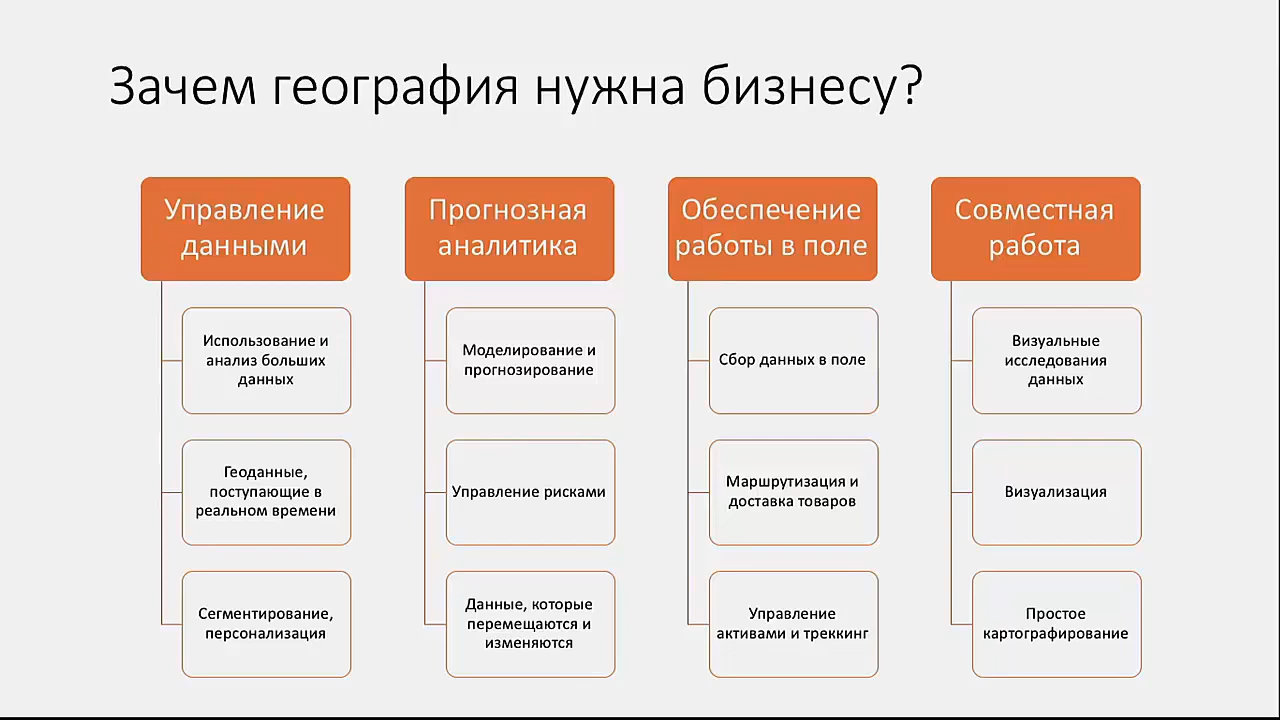 Зачем география нужна бизнесу?
Управление
данными
Использование и
анализ больших
данных
Геоданные,
поступающие в
реальном времени
Сегментирование,
персонализация
Прогнозная
аналитика
Моделирование и
прогнозирование
Управление рисками
Данные, которые
перемещаются и
изменяются
Обеспечение
работы в поле
Сбор данных в поле
Маршрутизация и
доставка товаров
Управление
активами и треккинг
Совместная
работа
Визуальные
исследования
данных
Визуализация
Простое
картографирование